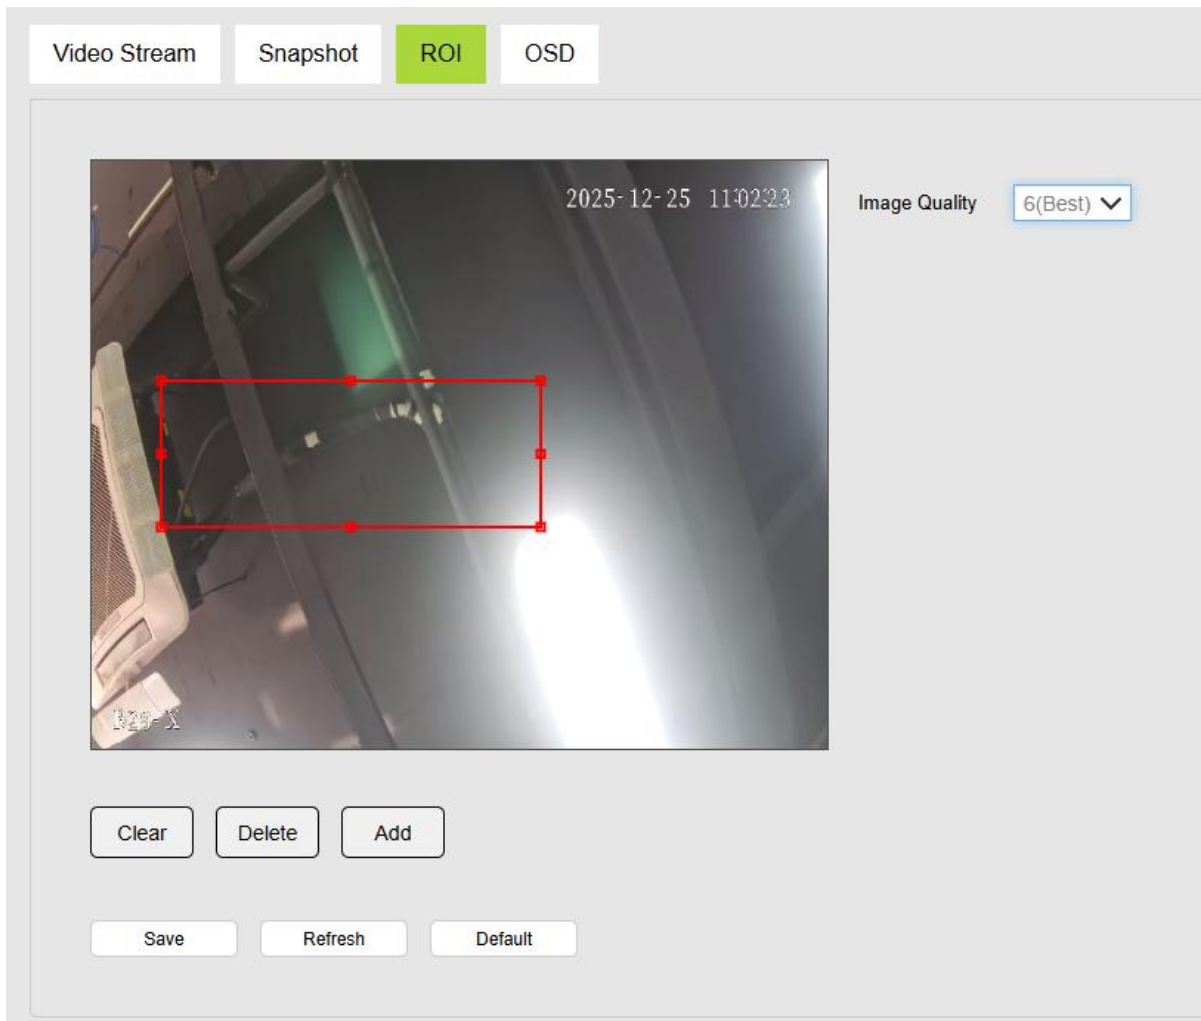 Video Stream
Snapshot
ROI
OSD
2025-12-25 11:02:23
Image Quality
6(Best)
Clear
Delete
Add
Save
Refresh
Default